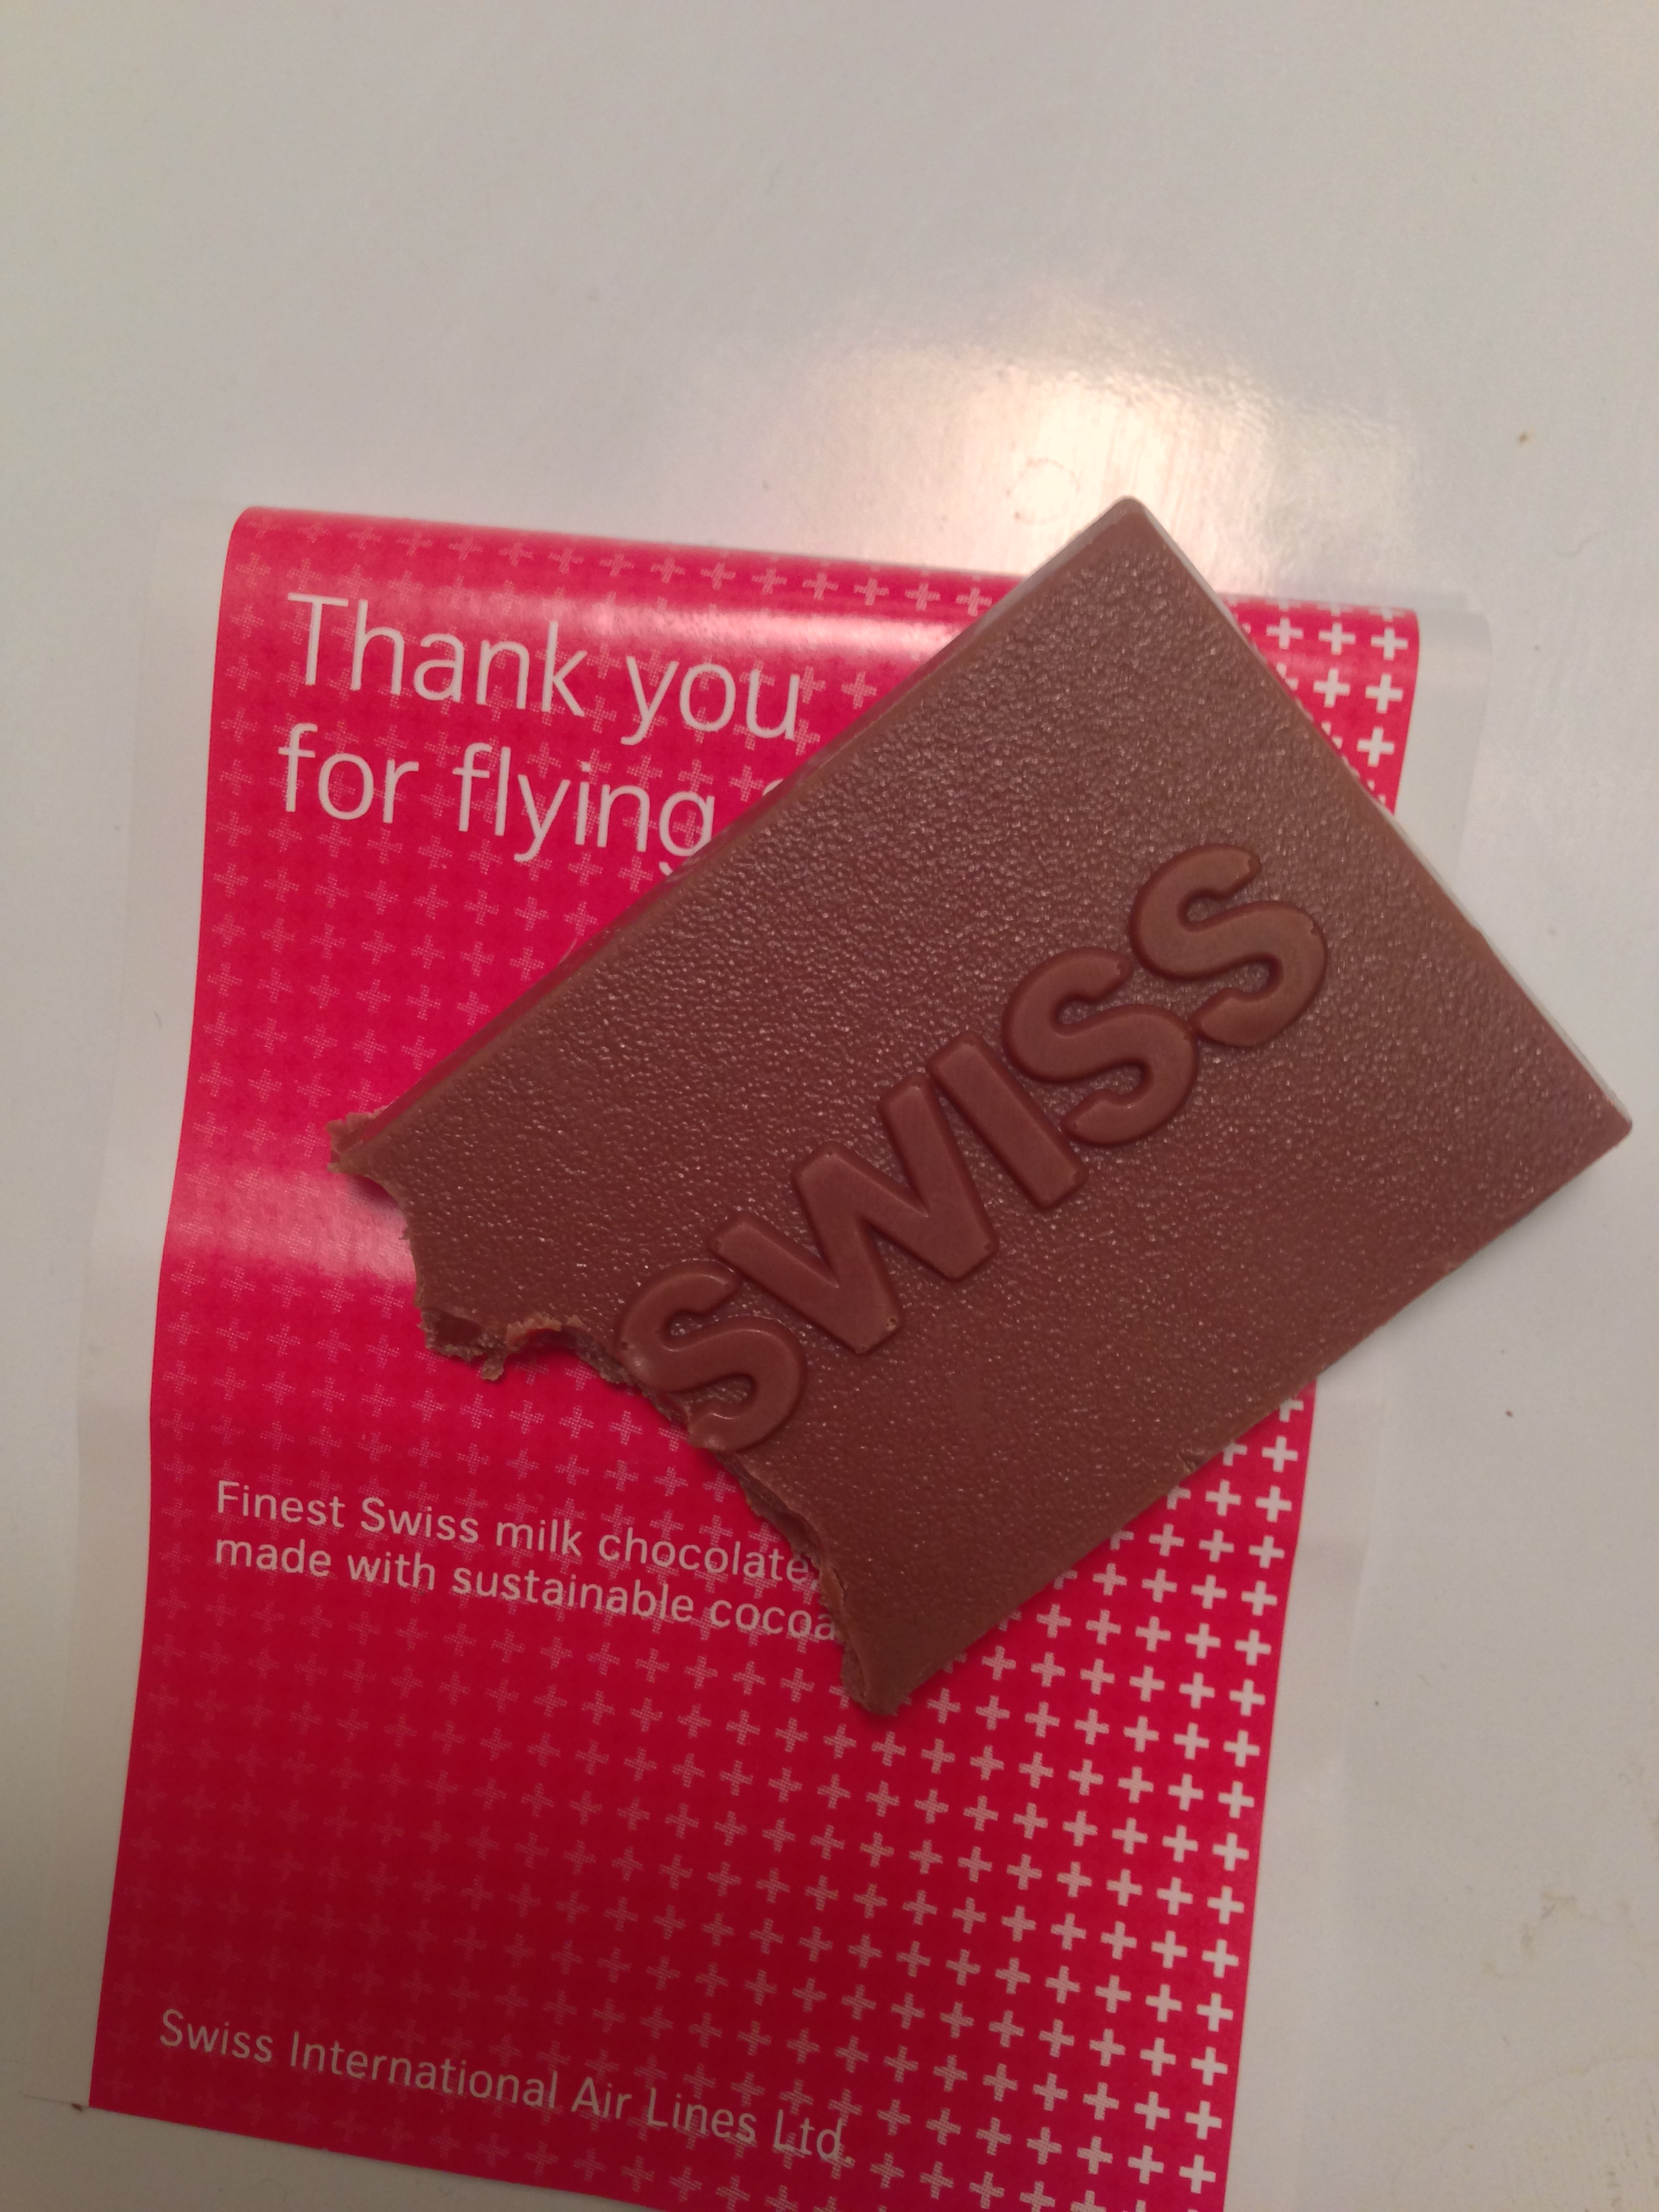 Thank you
for flying
SWISS
Finest Swiss milk chocolate
made with sustainable cocoa
Swiss International Air Lines Ltd.